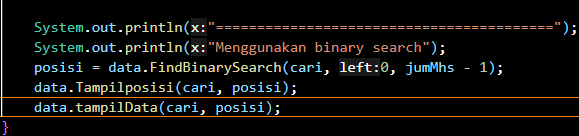 System.out.println(x:"=========================================");
System.out.println(x:"Menggunakan binary search");
posisi = data.FindBinarySearch(cari, left:0, jumMhs - 1);
data.Tampilposisi(cari, posisi);
data.tampilData(cari, posisi);
}